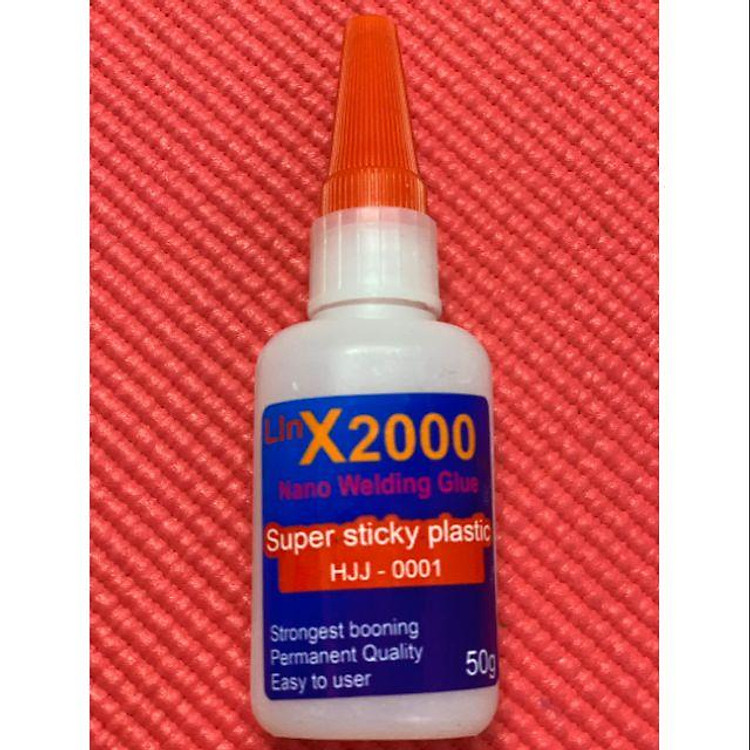 LinX2000
Nano Welding Glue
Super sticky plastic
HJJ - 0001
Strongest booning
Permanent Quality
Easy to user
50g